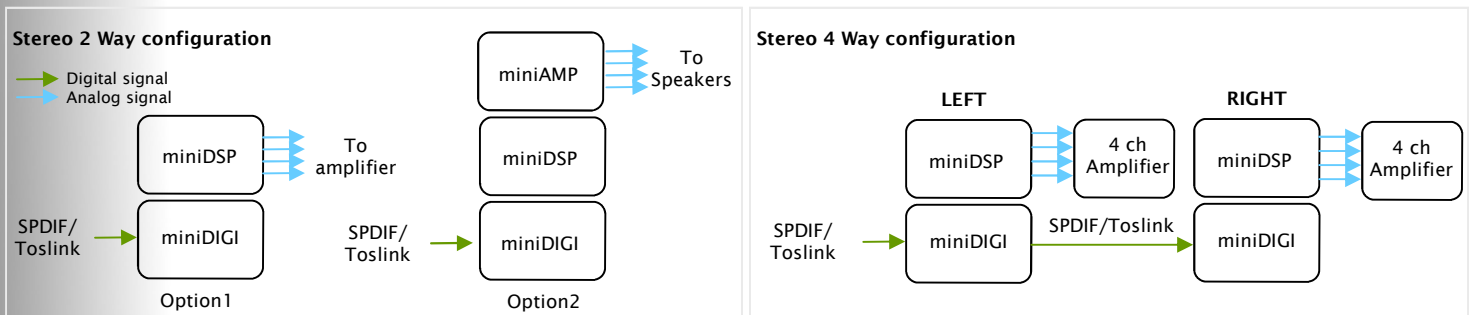 Stereo 2 Way configuration
Digital signal
Analog signal
miniDSP
To
amplifier
SPDIF/
Toslink
miniDIGI
Option1
miniAMP
To
Speakers
miniDSP
SPDIF/
Toslink
miniDIGI
Option2
Stereo 4 Way configuration
LEFT
RIGHT
miniDSP
4 ch
Amplifier
miniDSP
4 ch
Amplifier
SPDIF/
Toslink
miniDIGI
SPDIF/Toslink
miniDIGI